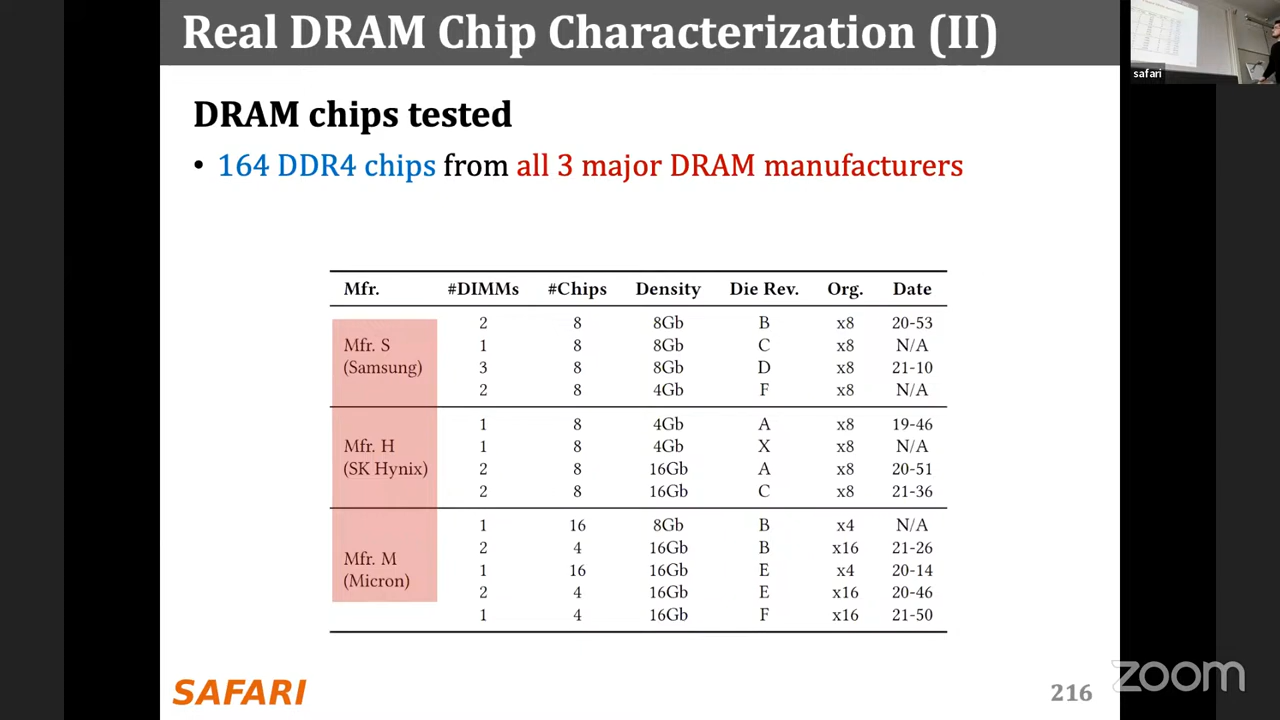 Real DRAM Chip Characterization (II)
safari
DRAM chips tested
• 164 DDR4 chips from all 3 major DRAM manufacturers
Mfr. #DIMMs #Chips Density Die Rev. Org. Date
2 8 8Gb B x8 20-53
Mfr. S 1 8 8Gb C x8 N/A
(Samsung) 3 8 8Gb D x8 21-10
2 8 4Gb F x8 N/A
1 8 4Gb A x8 19-46
Mfr. H 1 8 4Gb X x8 N/A
(SK Hynix) 2 8 16Gb A x8 20-51
2 8 16Gb C x8 21-36
1 16 8Gb B x4 N/A
2 4 16Gb B x16 21-26
Mfr. M
1 16 16Gb E x4 20-14
(Micron)
2 4 16Gb E x16 20-46
1 4 16Gb F x16 21-50
SAFARI
216
zoom